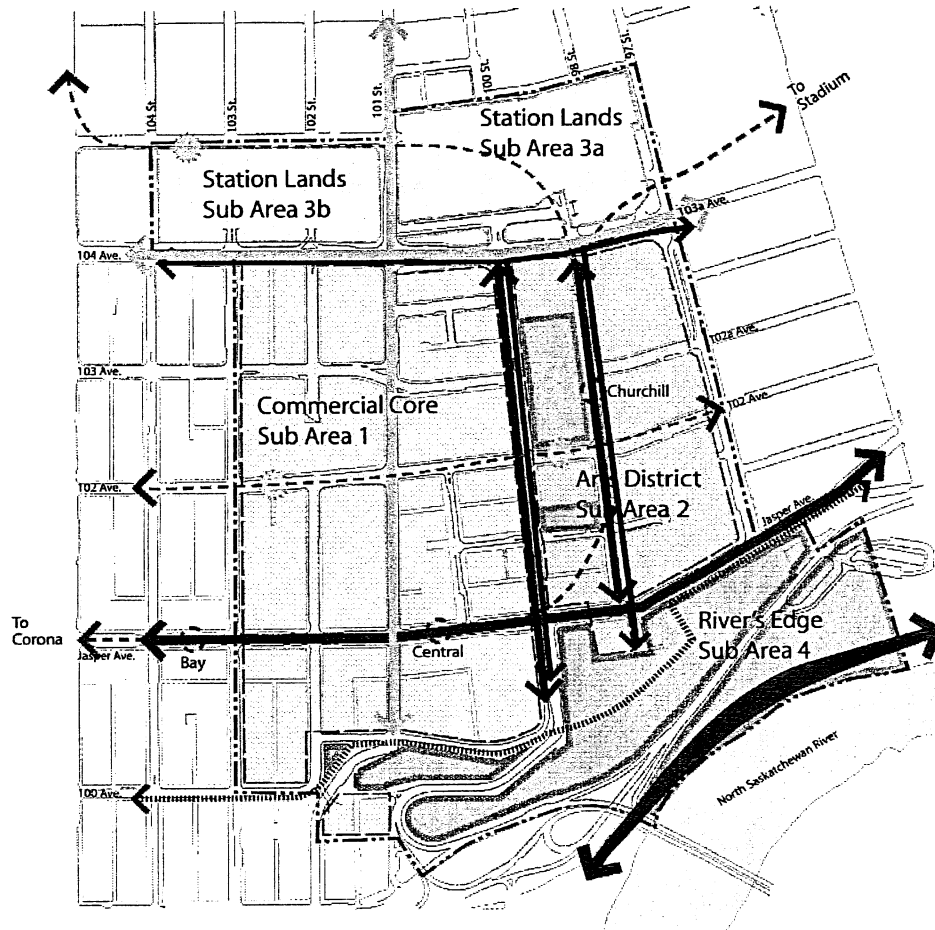 104 St.
103 St.
102 St.
101 St.
100 St.
98 St.
97 St.
To
Stadium
Station Lands
Sub Area 3a
Station Lands
Sub Area 3b
103a Ave.
104 Ave.
102a Ave.
103 Ave.
Churchill
102 Ave.
Commercial Core
Sub Area 1
102 Ave.
Arts District
Sub Area 2
Jasper Ave.
To
Corona
River's Edge
Sub Area 4
Jasper Ave.
Bay
Central
North Saskatchewan River
100 Ave.